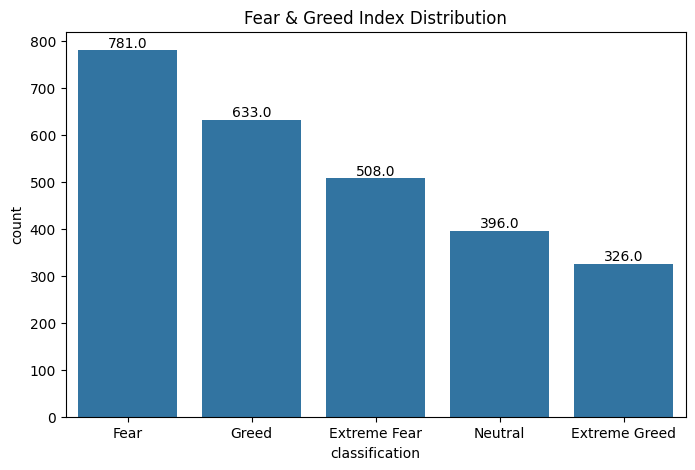 Fear & Greed Index Distribution
800
700
600
500
400
300
200
100
0
count
781.0
633.0
508.0
396.0
326.0
Fear
Greed
Extreme Fear
Neutral
Extreme Greed
classification